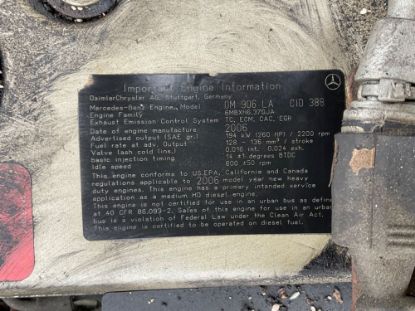 Important Engine Information
DaimlerChrysler AG, Stuttgart, Germany
Mercedes-Benz Engine, Model OM 906 LA CID 389
Engine Family 6MBXH6.37DJA
Exhaust Emission Control System TC, ECM, CAC, EGR
Date of engine manufacture 2006
Advertised output (SAE gr.) 194 kW (260 HP) / 2200 rpm
Fuel rate at adv. Output 128 - 136 mm³ / stroke
Valve lash cold (in.) 0.016 int. 0.024 exh.
basic injection timing 14 ±1 degrees BTDC
Idle speed 800 ±50 rpm
This engine conforms to US.EPA, California and Canada
regulations applicable to 2006 model year new heavy
duty engines. This engine has a primary intended service
application as a medium HD diesel engine.
This engine is not certified for use in an urban bus as defined
at 40 CFR 86.093-2. Sales of this engine for use in an urban
bus is a violation of Federal Law under the Clean Air Act.
This engine is certified to be operated on diesel fuel.